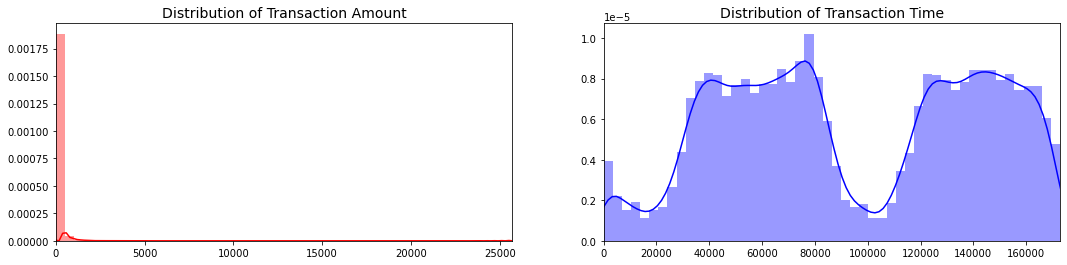 Distribution of Transaction Amount
0.00175
0.00150
0.00125
0.00100
0.00075
0.00050
0.00025
0.00000
0 5000 10000 15000 20000 25000
Distribution of Transaction Time
1e−5
1.0
0.8
0.6
0.4
0.2
0.0
0 20000 40000 60000 80000 100000 120000 140000 160000